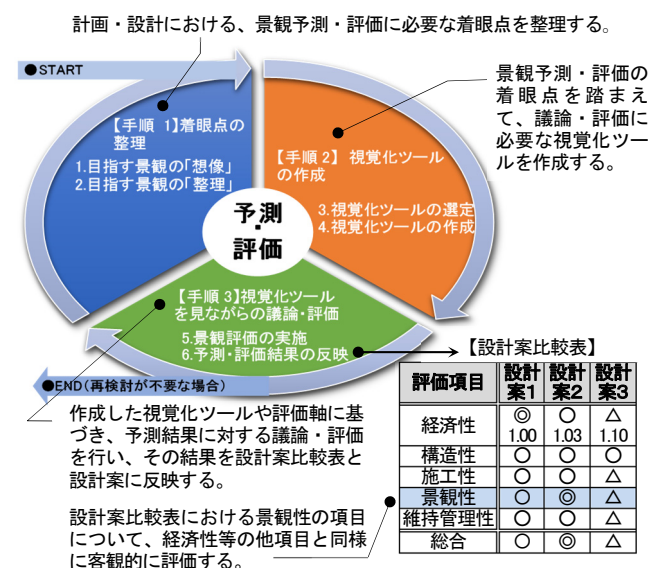 計画・設計における、景観予測・評価に必要な着眼点を整理する。
●START
景観予測・評価の
着眼点を踏まえ
て、議論・評価に
必要な視覚化ツー
ルを作成する。
【手順 1】着眼点の
整理
1.目指す景観の「想像」
2.目指す景観の「整理」
【手順2】 視覚化ツール
の作成
3.視覚化ツールの選定
4.視覚化ツールの作成
予測
・
評価
【手順3】視覚化ツール
を見ながらの議論・評価
5.景観評価の実施
6.予測・評価結果の反映
●END(再検討が不要な場合)
作成した視覚化ツールや評価軸に基
づき、予測結果に対する議論・評価
を行い、その結果を設計案比較表と
設計案に反映する。
設計案比較表における景観性の項目
について、経済性等の他項目と同様
に客観的に評価する。
【設計案比較表】
評価項目 設計案1 設計案2 設計案3
経済性 ◎ ○ △
1.00 1.03 1.10
構造性 ○ ○ ○
施工性 ○ ○ △
景観性 ○ ◎ △
維持管理性 ○ ○ △
総合 ○ ◎ △